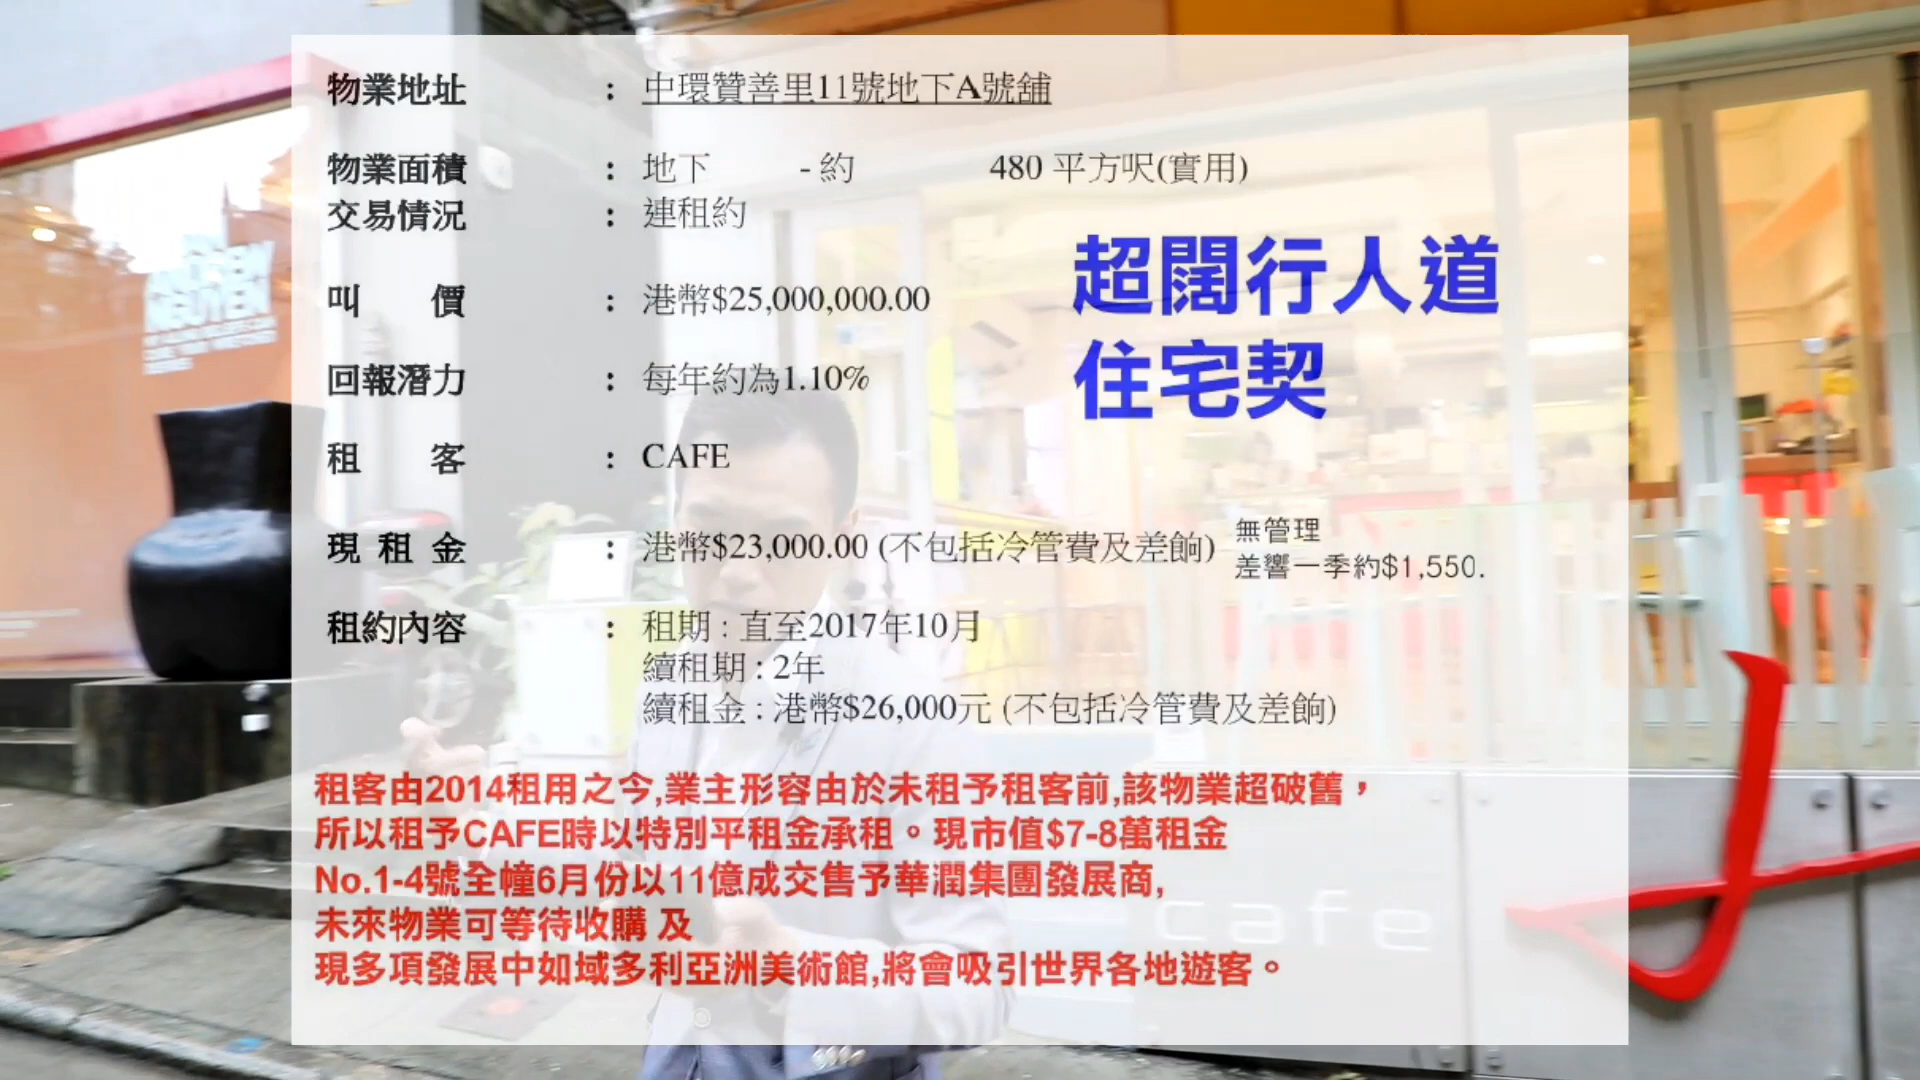 物業地址 : 中環贊善里11號地下A號舖
物業面積 : 地下 - 約 480 平方呎(實用)
交易情況 : 連租約
超闊行人道
叫 價 : 港幣$25,000,000.00
住宅契
回報潛力 : 每年約為1.10%
租 客 : CAFE
現 租 金 : 港幣$23,000.00 (不包括冷管費及差餉)
無管理
差響一季約$1,550.
租約內容 : 租期 : 直至2017年10月
續租期 : 2年
續租金 : 港幣$26,000元 (不包括冷管費及差餉)
租客由2014租用之今,業主形容由於未租予租客前,該物業超破舊，
所以租予CAFE時以特別平租金承租。現市值$7-8萬租金
No.1-4號全幢6月份以11億成交售予華潤集團發展商,
未來物業可等待收購 及
現多項發展中如域多利亞洲美術館,將會吸引世界各地遊客。
cafe